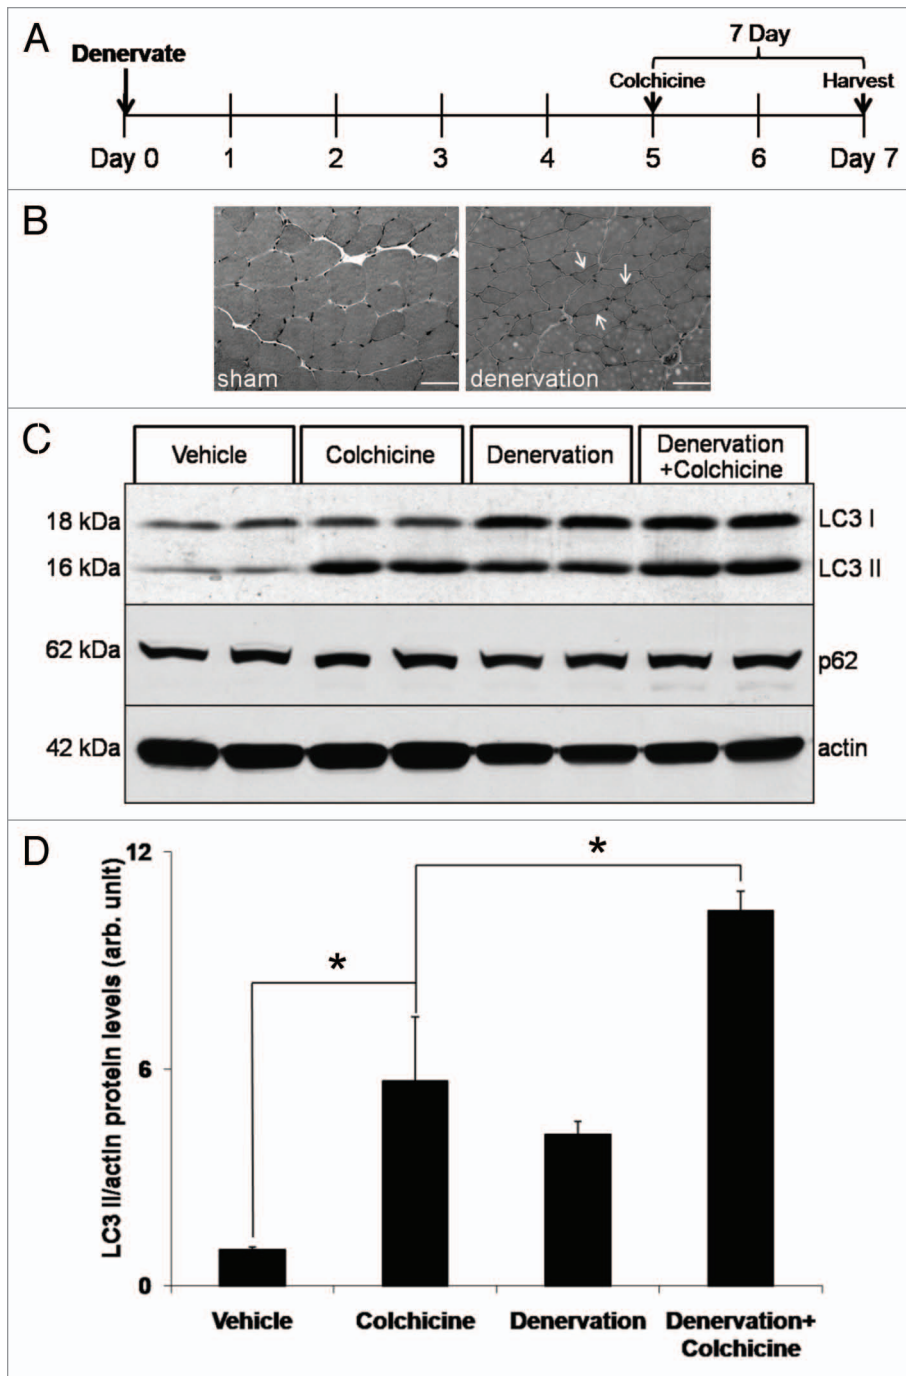 A
Denervate
7 Day
Colchicine Harvest
Day 0 1 2 3 4 5 6 Day 7
B
sham denervation
C
Vehicle Colchicine Denervation Denervation
+Colchicine
18 kDa LC3 I
16 kDa LC3 II
62 kDa p62
42 kDa actin
D
LC3 II/actin protein levels (arb. unit)
12
*
*
6
0
Vehicle Colchicine Denervation Denervation+
Colchicine